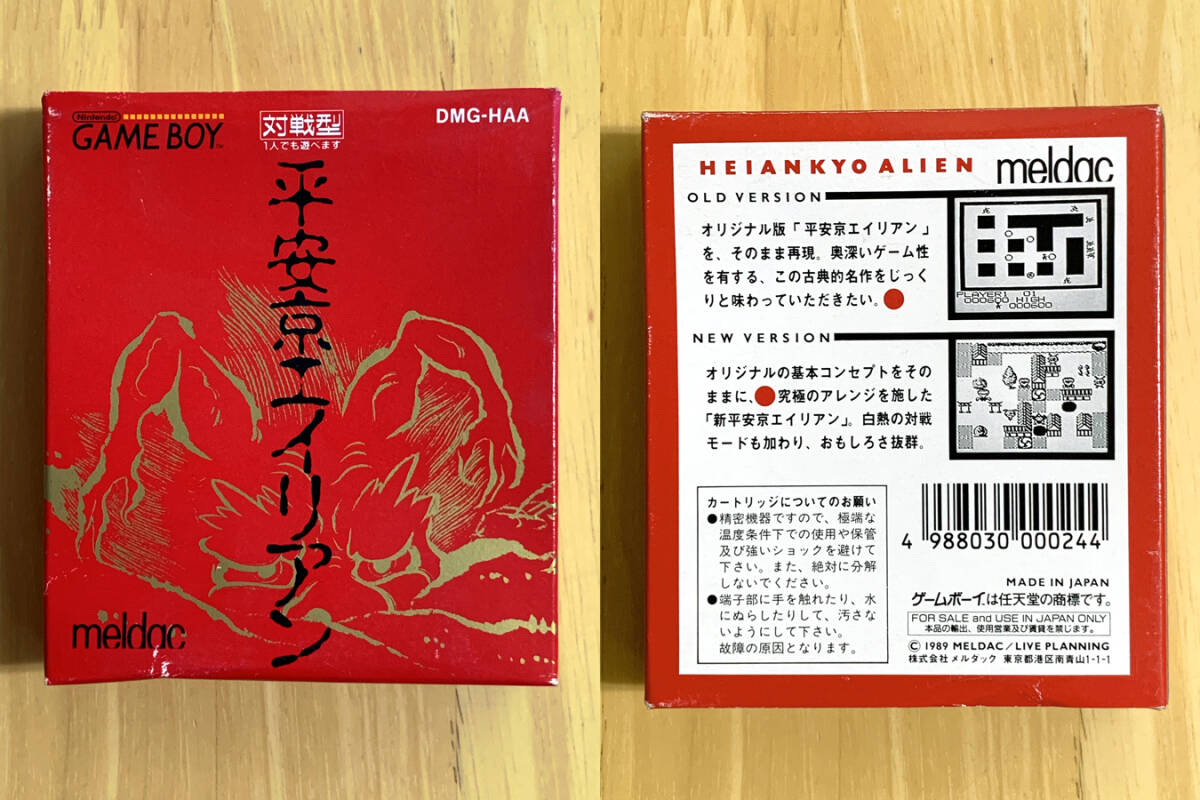 Nintendo
GAME BOY™
対戦型
1人でも遊べます
DMG-HAA
平安京エイリアン
meldac
HEIANKYO ALIEN
meldac
OLD VERSION
オリジナル版「平安京エイリアン」
を、そのまま再現。奥深いゲーム性
を有する、この古典的名作をじっく
りと味わっていただきたい。
PLAYER1 01
000600 HIGH
000600
NEW VERSION
オリジナルの基本コンセプトをその
ままに、究極のアレンジを施した
「新平安京エイリアン」。白熱の対戦
モードも加わり、おもしろさ抜群。
カートリッジについてのお願い
●精密機器ですので、極端な
温度条件下での使用や保管
及び強いショックを避けて
下さい。また、絶対に分解
しないでください。
●端子部に手を触れたり、水
にぬらしたりして、汚さな
いようにして下さい。
故障の原因となります。
4 988030 000244
MADE IN JAPAN
ゲームボーイは任天堂の商標です。
FOR SALE and USE IN JAPAN ONLY
本品の輸出、使用営業及び賃貸を禁じます。
© 1989 MELDAC/LIVE PLANNING
株式会社 メルダック 東京都港区南青山1-1-1